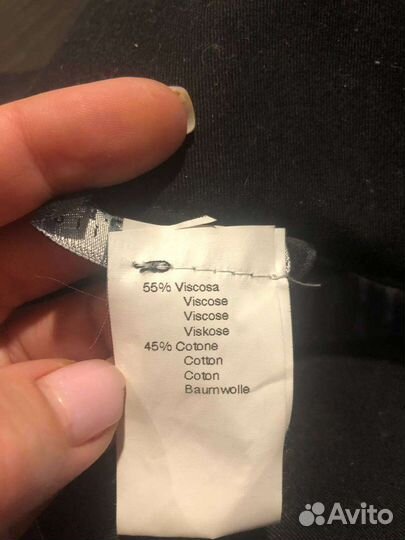 55% Viscosa
Viscose
Viscose
Viskose
45% Cotone
Cotton
Coton
Baumwolle
Avito